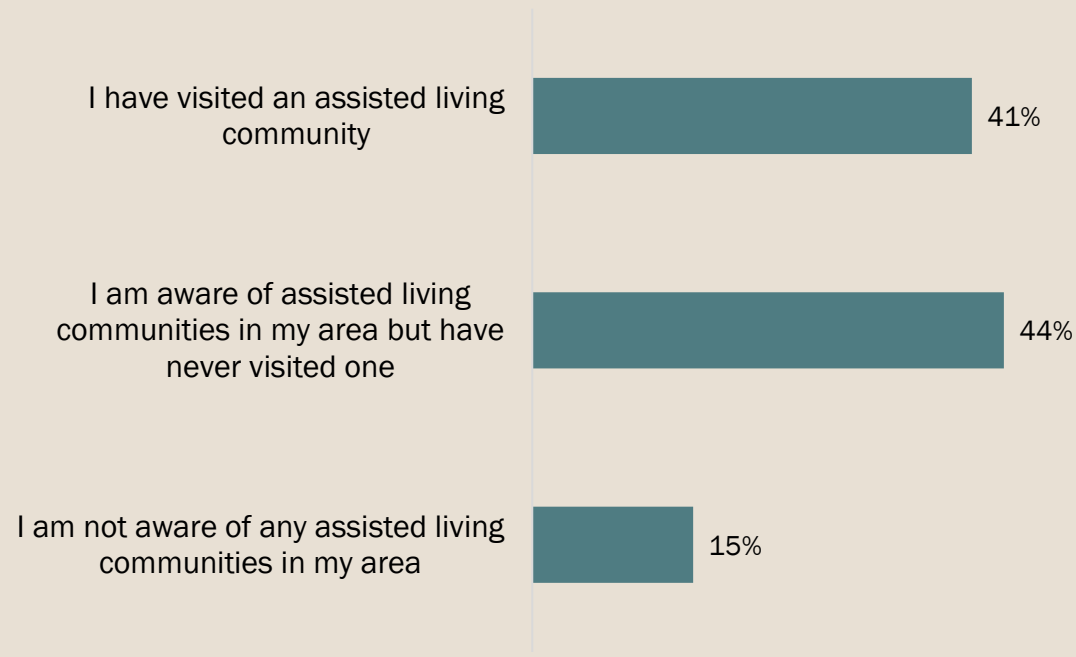 I have visited an assisted living
community
41%
I am aware of assisted living
communities in my area but have
never visited one
44%
I am not aware of any assisted living
communities in my area
15%